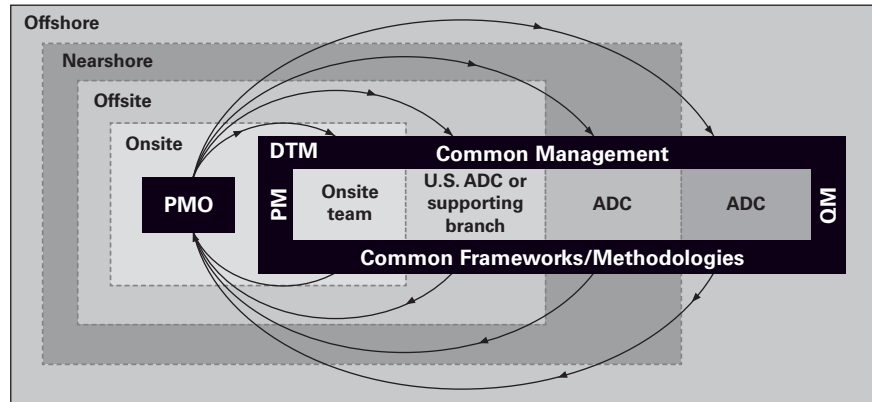 Offshore
Nearshore
Offsite
Onsite
DTM
Common Management
PMO
PM
Onsite
team
U.S. ADC or
supporting
branch
ADC
ADC
QM
Common Frameworks/Methodologies